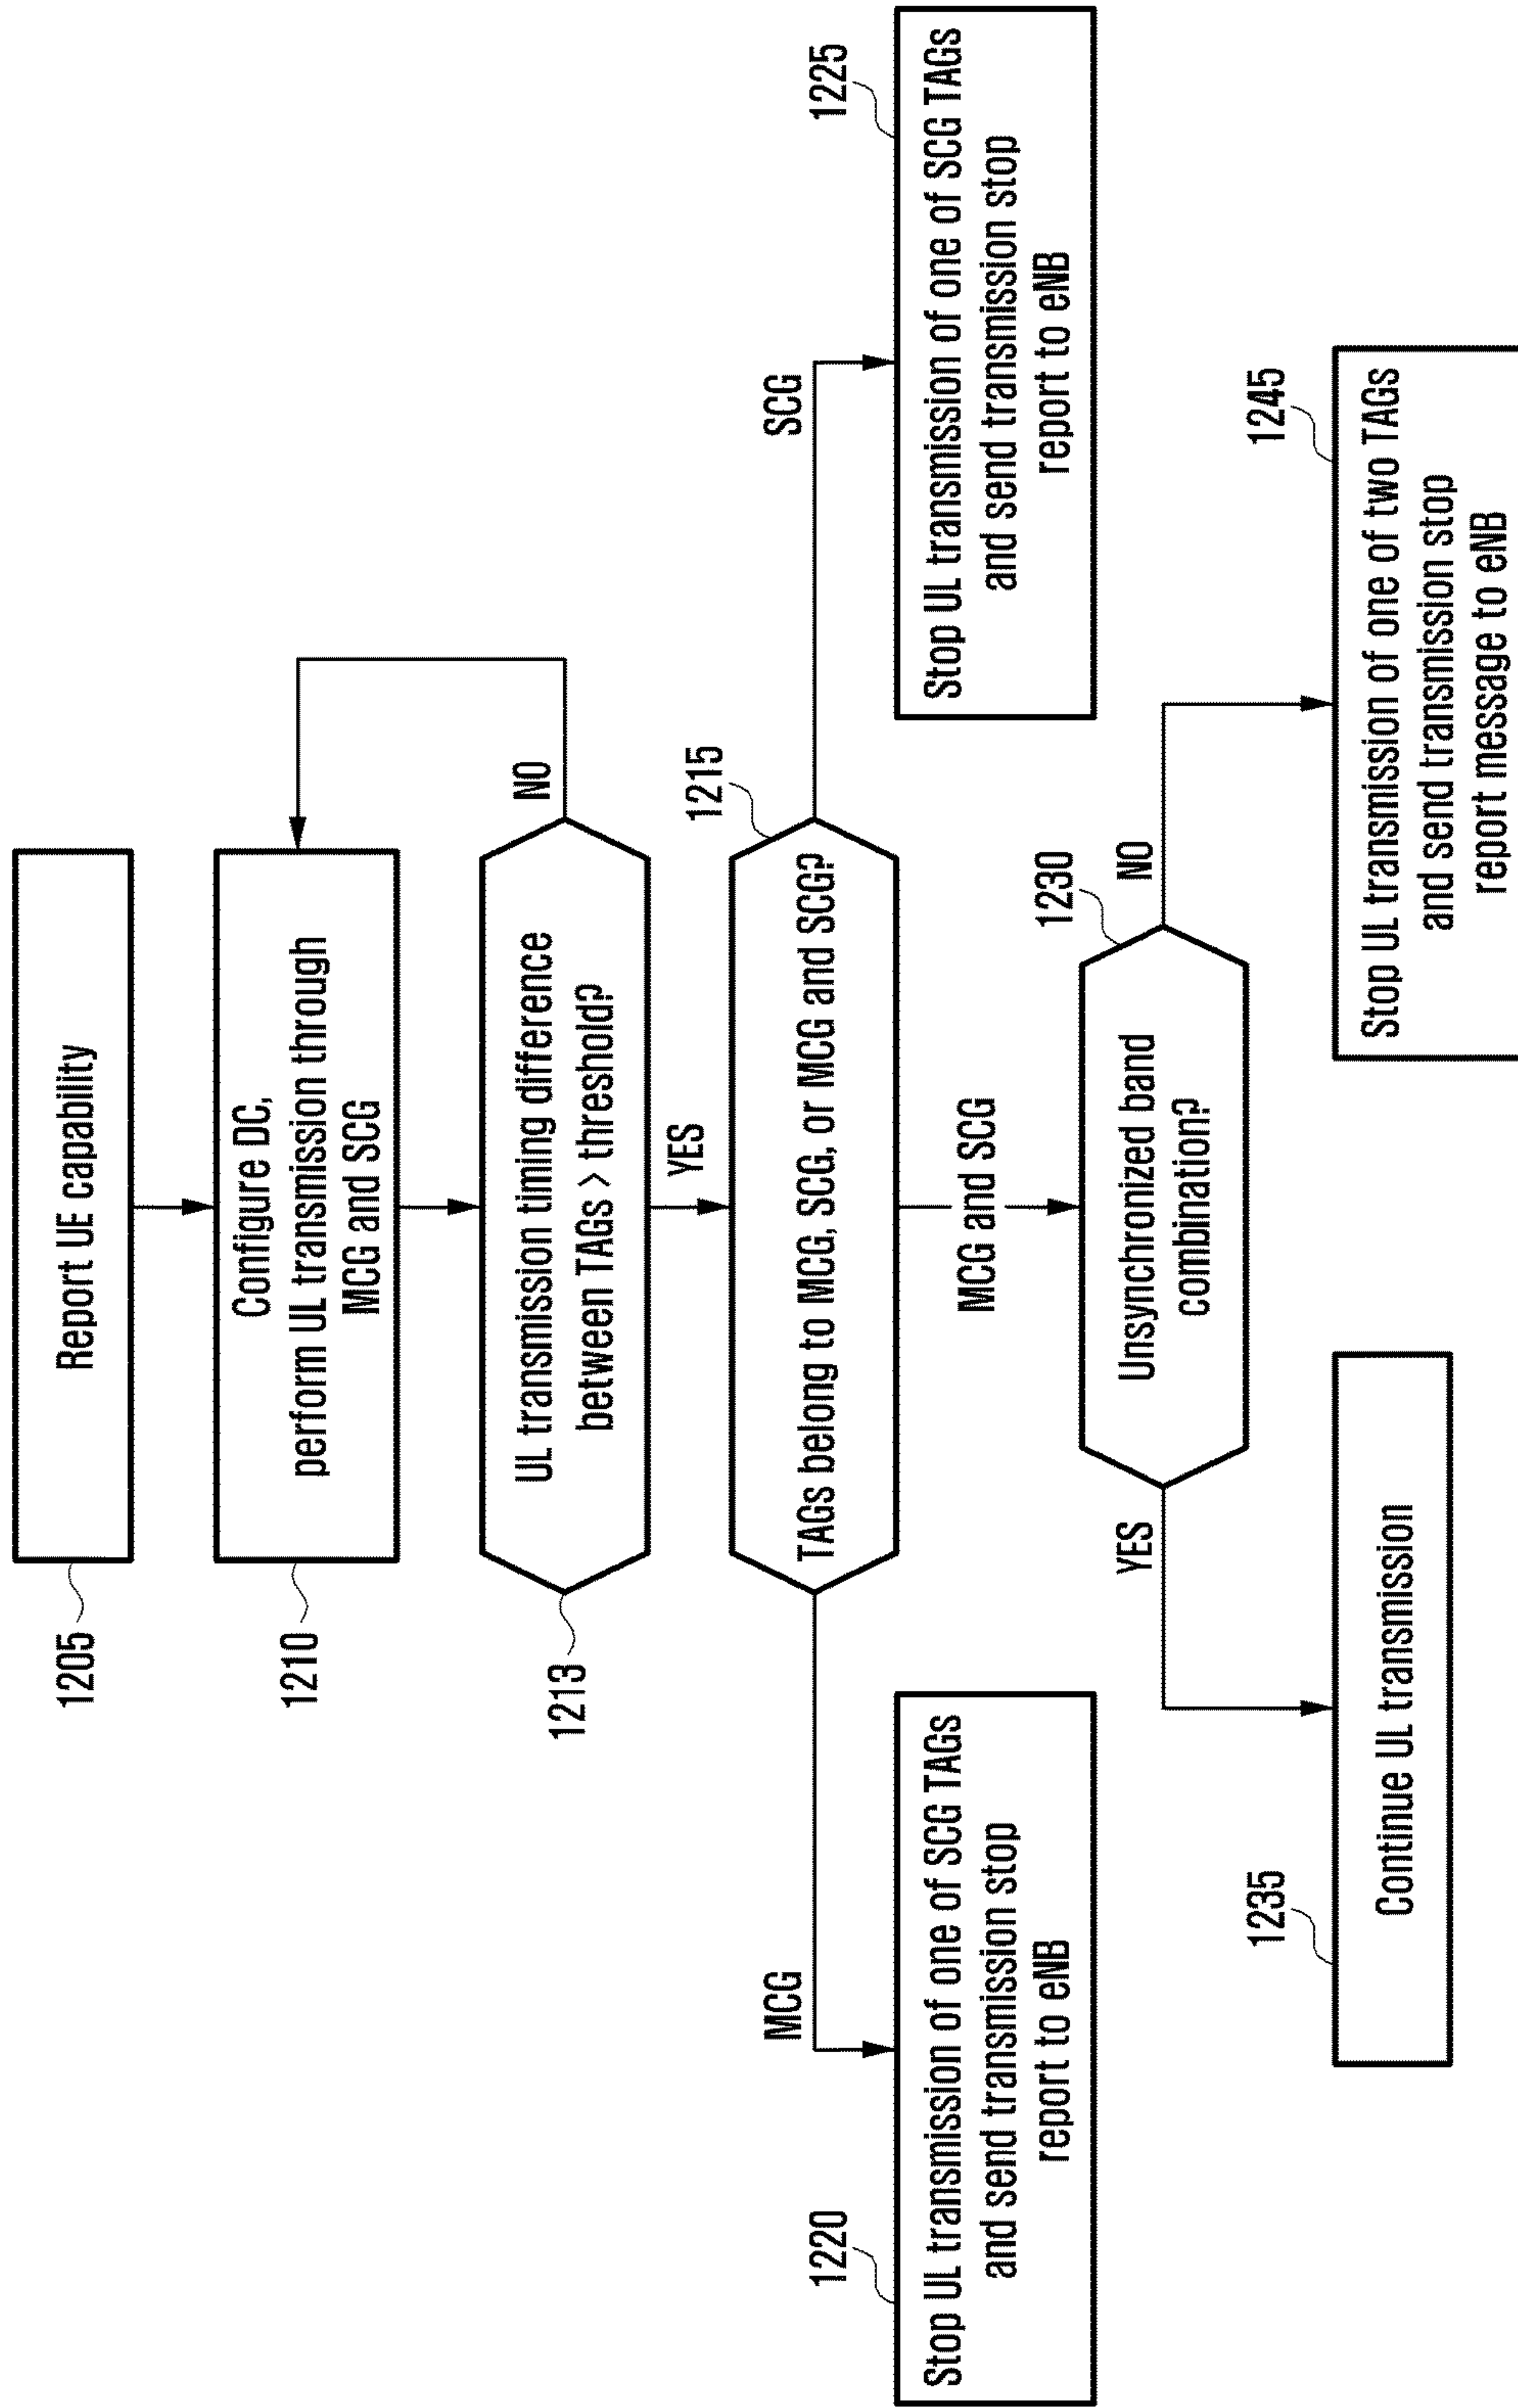 1205
Report UE capability
1210
Configure DC,
perform UL transmission through
MCG and SCG
1213
UL transmission timing difference
between TAGs > threshold?
NO
YES
1215
TAGs belong to MCG, SCG, or MCG and SCG?
MCG
SCG
MCG and SCG
1220
Stop UL transmission of one of SCG TAGs
and send transmission stop
report to eNB
1225
Stop UL transmission of one of SCG TAGs
and send transmission stop
report to eNB
1230
Unsynchronized band
combination?
YES
NO
1235
Continue UL transmission
1245
Stop UL transmission of one of two TAGs
and send transmission stop
report message to eNB